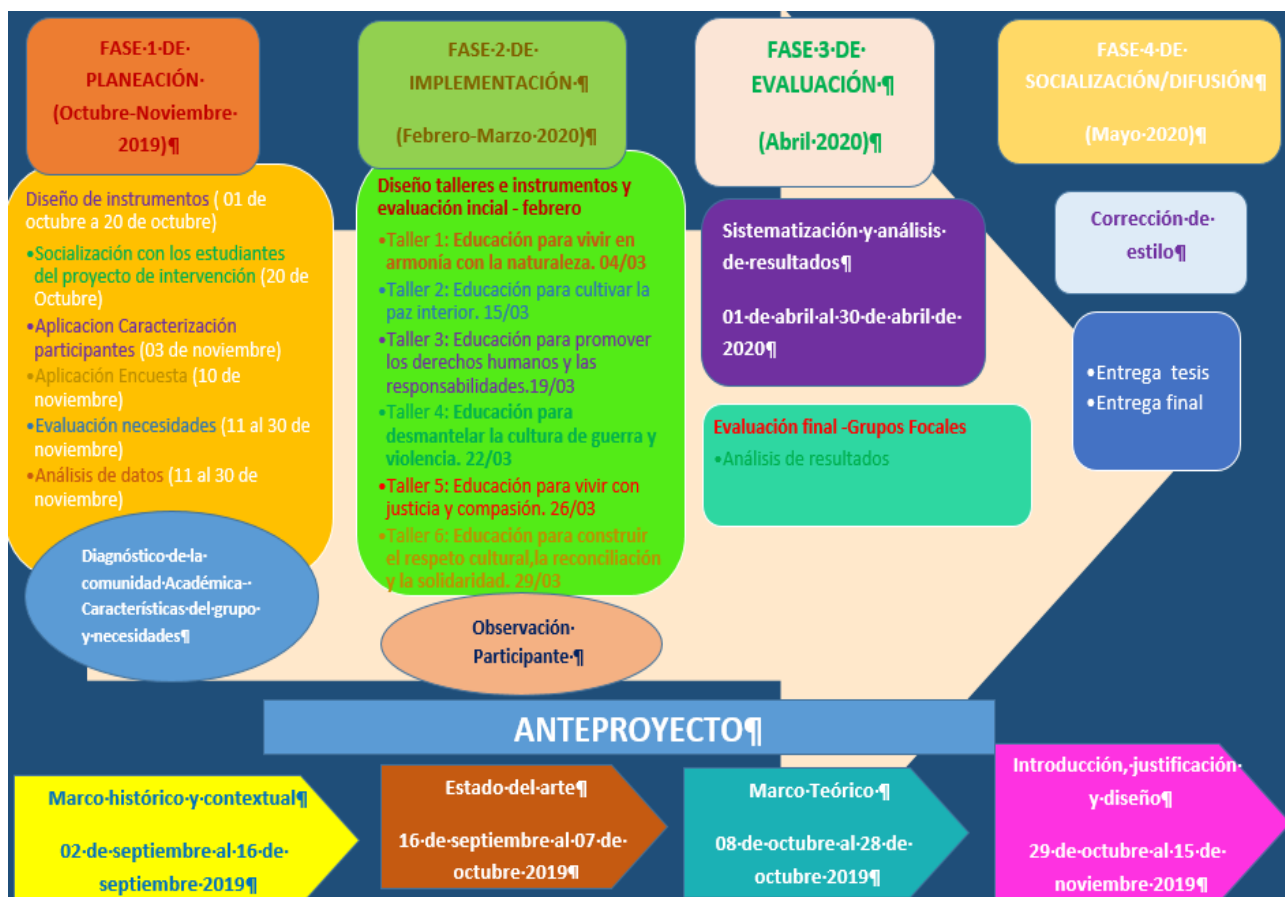 FASE·1·DE·
PLANEACIÓN·
(Octubre-Noviembre·
2019)¶
Diseño de instrumentos ( 01 de
octubre a 20 de octubre)
•Socialización con los estudiantes
del proyecto de intervención (20 de
Octubre)
•Aplicacion Caracterización
participantes (03 de noviembre)
•Aplicación Encuesta (10 de
noviembre)
•Evaluación necesidades (11 al 30 de
noviembre)
•Análisis de datos (11 al 30 de
noviembre)
Diagnóstico·de·la·
comunidad·Académica·-
Características·del·grupo·
y·necesidades¶
FASE·2·DE·
IMPLEMENTACIÓN·¶
(Febrero-Marzo·2020)¶
Diseño talleres e instrumentos y
evaluación incial - febrero
•Taller 1: Educación para vivir en
armonía con la naturaleza. 04/03
•Taller 2: Educación para cultivar la
paz interior. 15/03
•Taller 3: Educación para promover
los derechos humanos y las
responsabilidades.19/03
•Taller 4: Educación para
desmantelar la cultura de guerra y
violencia. 22/03
•Taller 5: Educación para vivir con
justicia y compasión. 26/03
•Taller 6: Educación para construir
el respeto cultural,la reconciliación
y la solidaridad. 29/03
Observación·
Participante·¶
FASE·3·DE·
EVALUACIÓN·¶
(Abril·2020)¶
Sistematización·y·análisis·
de·resultados¶
01·de·abril·al·30·de·abril·de·
2020¶
Evaluación final -Grupos Focales
•Análisis de resultados
FASE·4·DE·
SOCIALIZACIÓN/DIFUSIÓN¶
(Mayo·2020)¶
Corrección·de·
estilo¶
•Entrega tesis
•Entrega final
ANTEPROYECTO¶
Marco·histórico·y·contextual¶
02·de·septiembre·al·16·de·
septiembre·2019¶
Estado·del·arte¶
16·de·septiembre·al·07·de·
octubre·2019¶
Marco·Teórico·¶
08·de·octubre·al·28·de·
octubre·2019¶
Introducción,·justificación·
y·diseño¶
29·de·octubre·al·15·de·
noviembre·2019¶